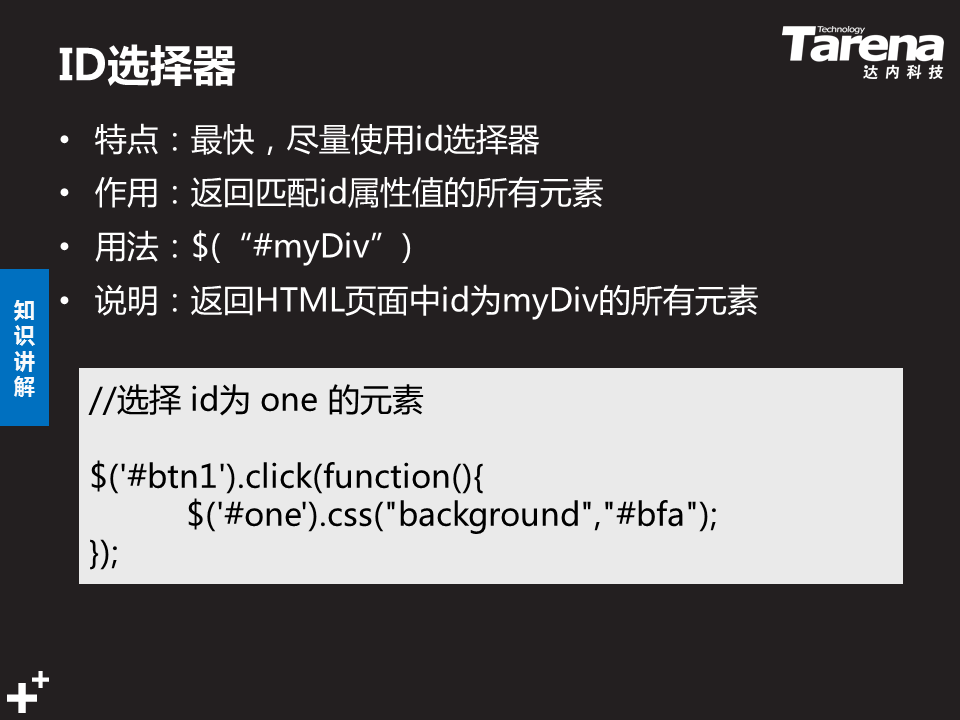 ID选择器
Technology
Tarena
达内科技
• 特点：最快，尽量使用id选择器
• 作用：返回匹配id属性值的所有元素
• 用法：$(“#myDiv”)
• 说明：返回HTML页面中id为myDiv的所有元素
知识讲解
//选择 id为 one 的元素
$('#btn1').click(function(){
$('#one').css("background","#bfa");
});